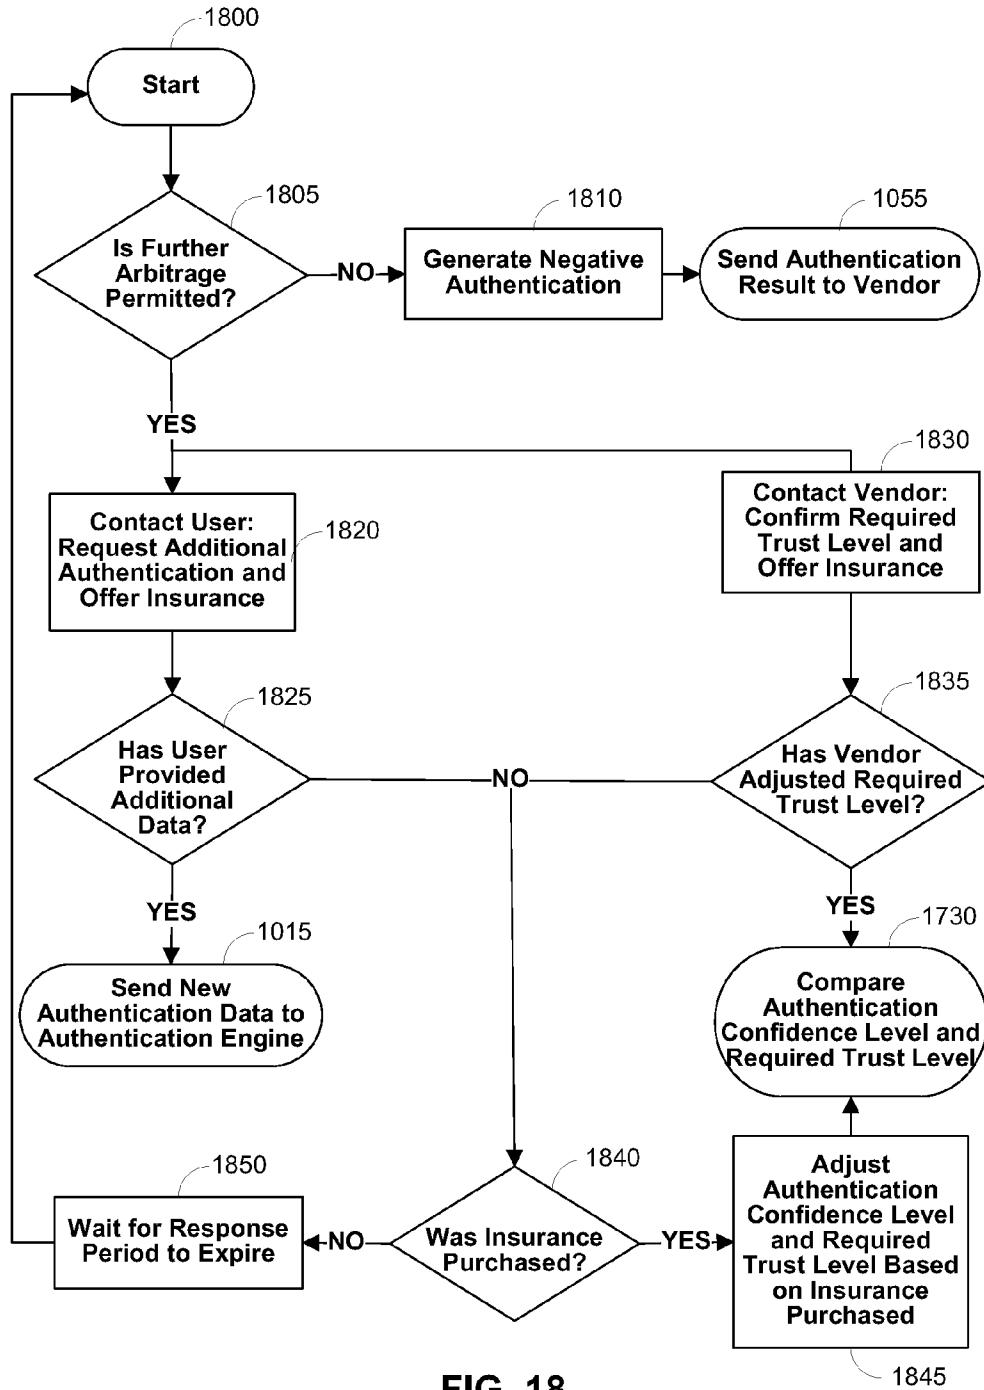 1800
Start
1805
Is Further
Arbitrage
Permitted?
NO
1810
Generate Negative
Authentication
1055
Send Authentication
Result to Vendor
YES
1820
Contact User:
Request Additional
Authentication and
Offer Insurance
1830
Contact Vendor:
Confirm Required
Trust Level and
Offer Insurance
1825
Has User
Provided
Additional
Data?
NO
1835
Has Vendor
Adjusted Required
Trust Level?
YES
1015
Send New
Authentication Data to
Authentication Engine
YES
1730
Compare
Authentication
Confidence Level and
Required Trust Level
1850
Wait for Response
Period to Expire
NO
1840
Was Insurance
Purchased?
YES
Adjust
Authentication
Confidence Level
and Required
Trust Level Based
on Insurance
Purchased
1845
FIG. 18